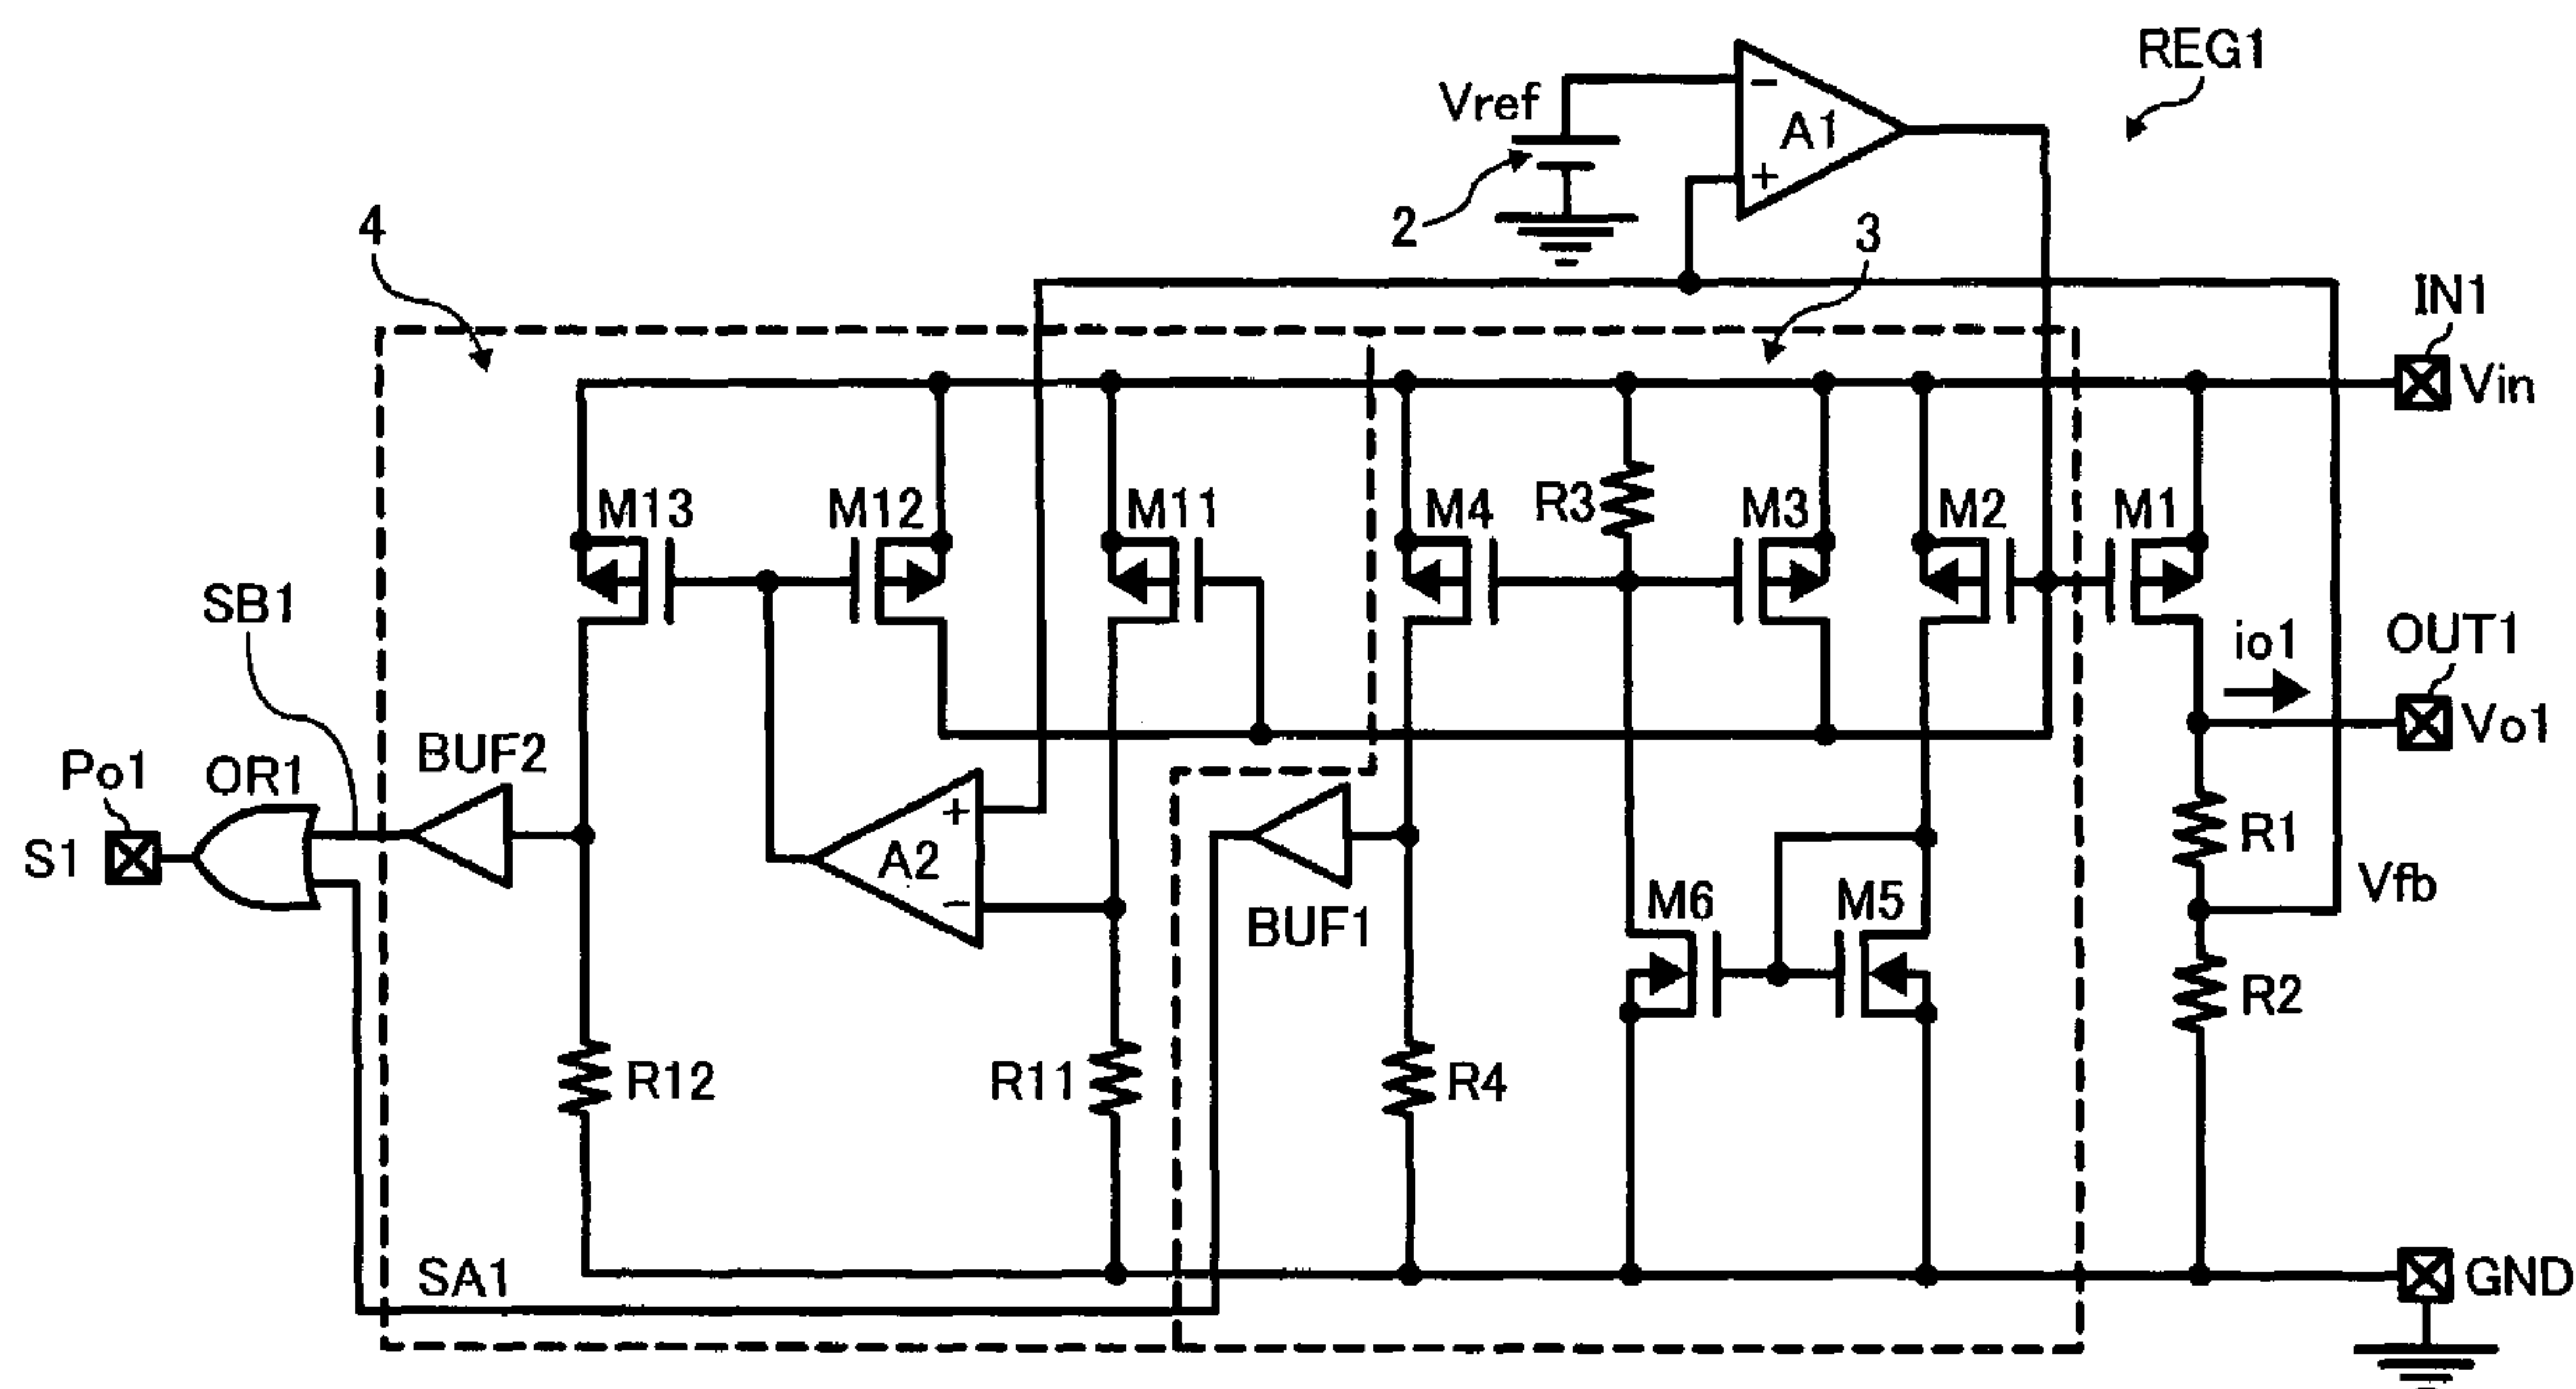 REG1
Vref
−
A1
+
2
4
3
IN1
Vin
M13
M12
M11
M4
R3
M3
M2
M1
SB1
io1
OUT1
Vo1
Po1
OR1
BUF2
S1
+
A2
−
BUF1
R1
Vfb
M6
M5
R2
R12
R11
R4
SA1
GND